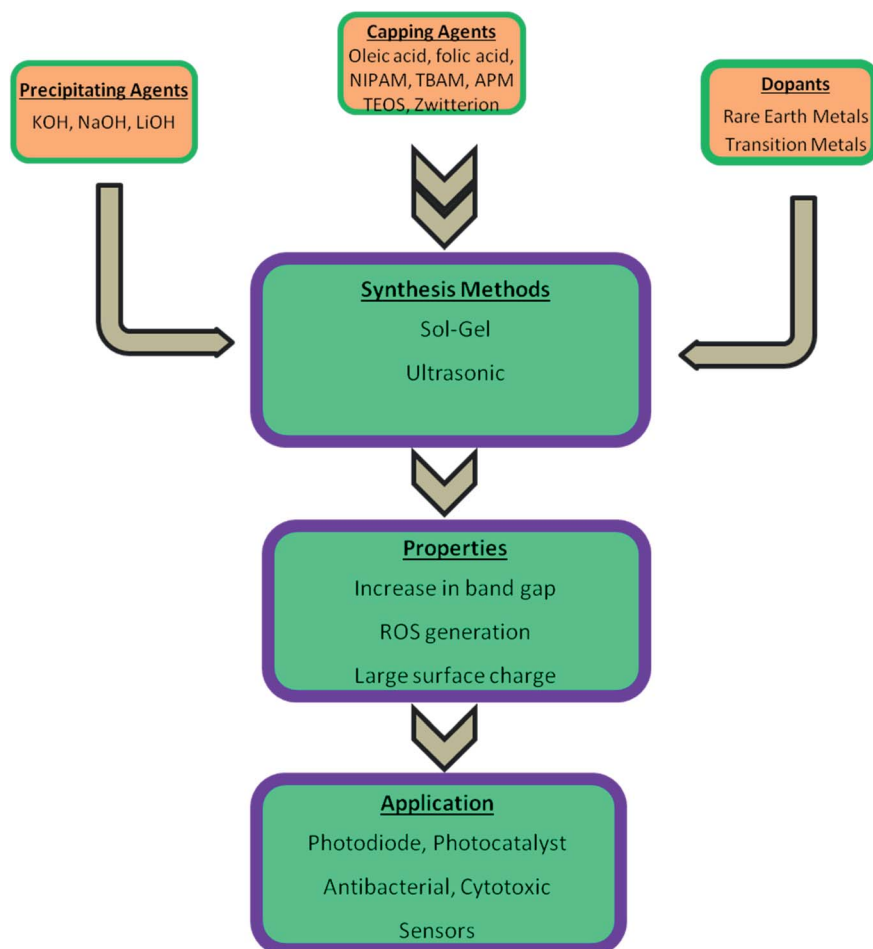 Precipitating Agents
KOH, NaOH, LiOH
Capping Agents
Oleic acid, folic acid,
NIPAM, TBAM, APM
TEOS, Zwitterion
Dopants
Rare Earth Metals
Transition Metals
Synthesis Methods
Sol-Gel
Ultrasonic
Properties
Increase in band gap
ROS generation
Large surface charge
Application
Photodiode, Photocatalyst
Antibacterial, Cytotoxic
Sensors